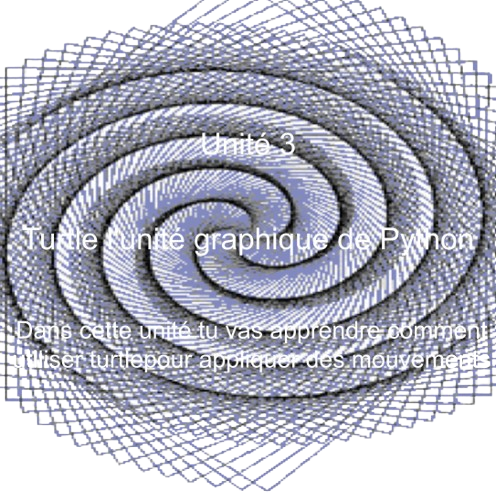 Unité 3
Turtle l'unité graphique de Python
Dans cette unité tu vas apprendre comment
utiliser turtlepour appliquer des mouvements